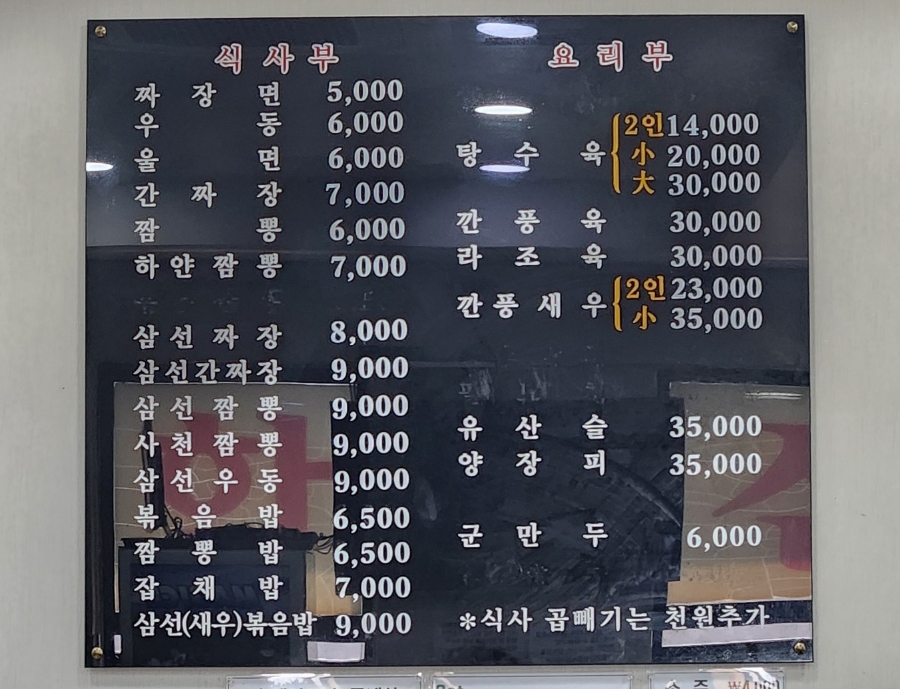 식사부
짜장면 5,000
우동 6,000
울면 6,000
간짜장 7,000
짬뽕 6,000
하얀짬뽕 7,000
삼선짜장 8,000
삼선간짜장 9,000
삼선짬뽕 9,000
사천짬뽕 9,000
삼선우동 9,000
볶음밥 6,500
짬뽕밥 6,500
잡채밥 7,000
삼선(새우)볶음밥 9,000
요리부
탕수육 2인 14,000
小 20,000
大 30,000
깐풍육 30,000
라조육 30,000
깐풍새우 2인 23,000
小 35,000
유산슬 35,000
양장피 35,000
군만두 6,000
*식사 곱빼기는 천원추가